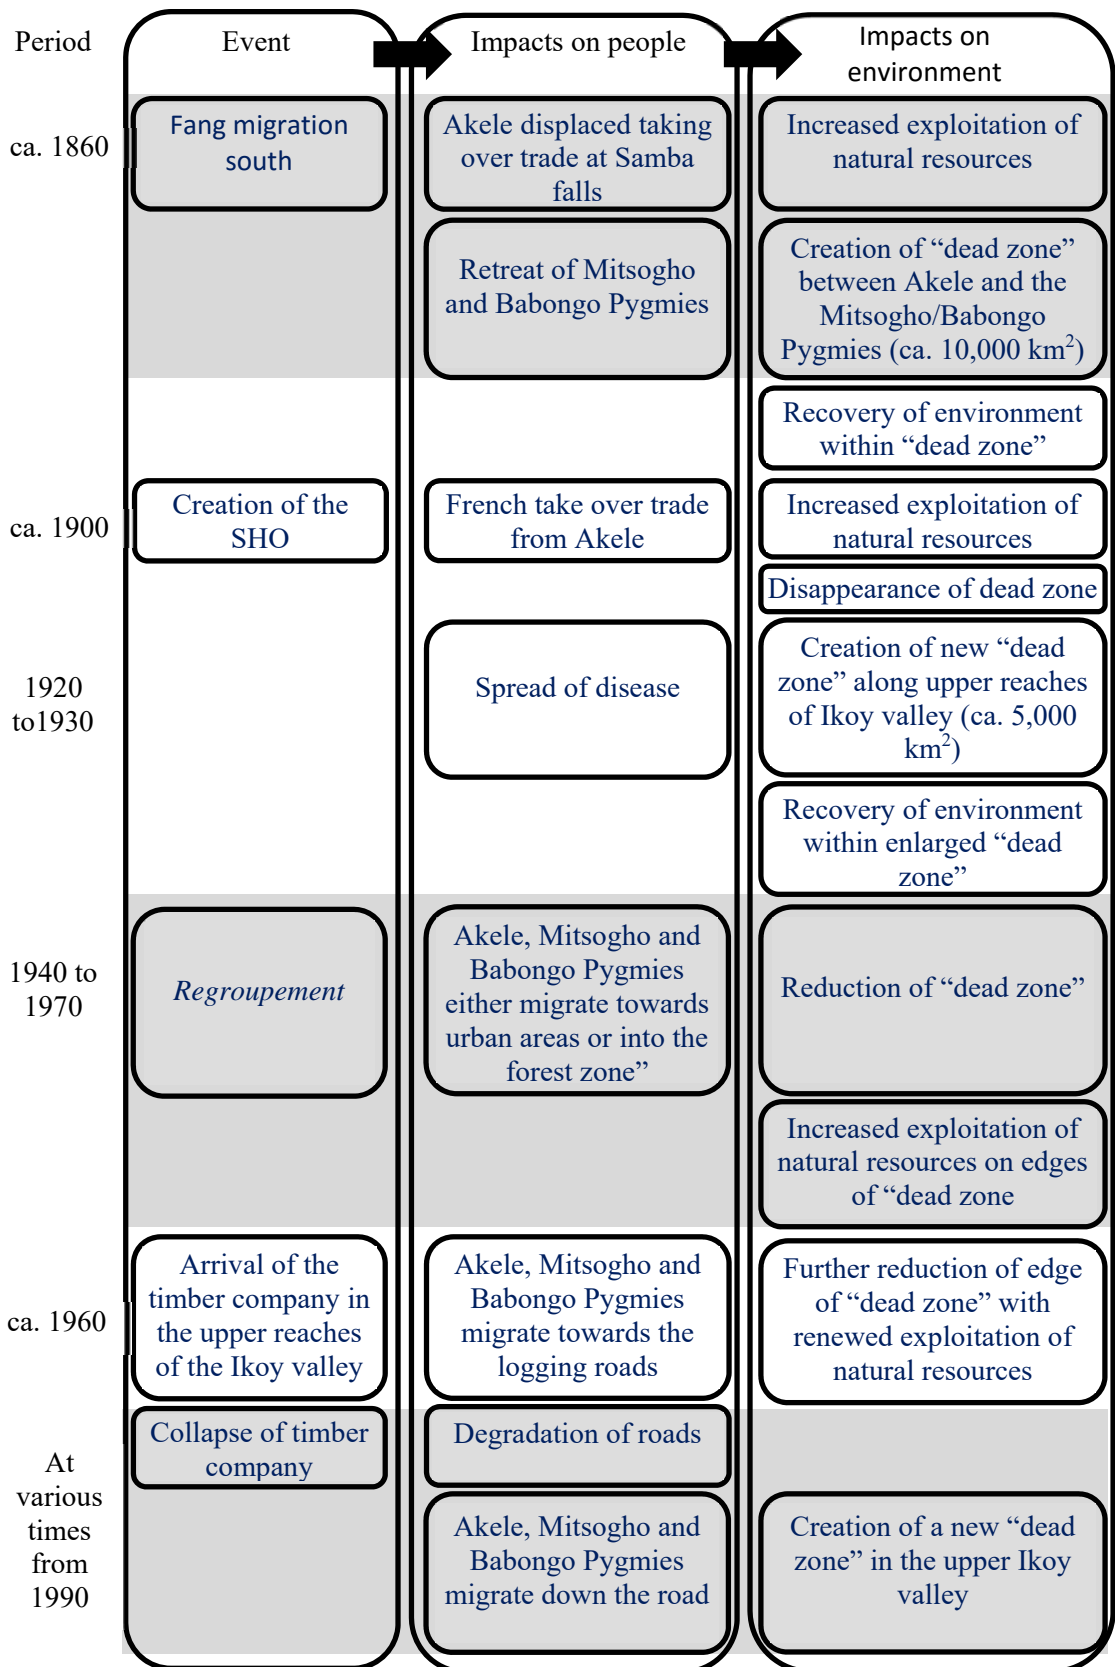 Period
Event
Impacts on people
Impacts on
environment
ca. 1860
Fang migration
south
Akele displaced taking
over trade at Samba
falls
Increased exploitation of
natural resources
Retreat of Mitsogho
and Babongo Pygmies
Creation of “dead zone”
between Akele and the
Mitsogho/Babongo
Pygmies (ca. 10,000 km²)
Recovery of environment
within “dead zone”
ca. 1900
Creation of the
SHO
French take over trade
from Akele
Increased exploitation of
natural resources
Disappearance of dead zone
1920
to1930
Spread of disease
Creation of new “dead
zone” along upper reaches
of Ikoy valley (ca. 5,000
km²)
Recovery of environment
within enlarged “dead
zone”
1940 to
1970
Regroupement
Akele, Mitsogho and
Babongo Pygmies
either migrate towards
urban areas or into the
forest zone”
Reduction of “dead zone”
Increased exploitation of
natural resources on edges
of “dead zone
ca. 1960
Arrival of the
timber company in
the upper reaches
of the Ikoy valley
Akele, Mitsogho and
Babongo Pygmies
migrate towards the
logging roads
Further reduction of edge
of “dead zone” with
renewed exploitation of
natural resources
At
various
times
from
1990
Collapse of timber
company
Degradation of roads
Akele, Mitsogho and
Babongo Pygmies
migrate down the road
Creation of a new “dead
zone” in the upper Ikoy
valley